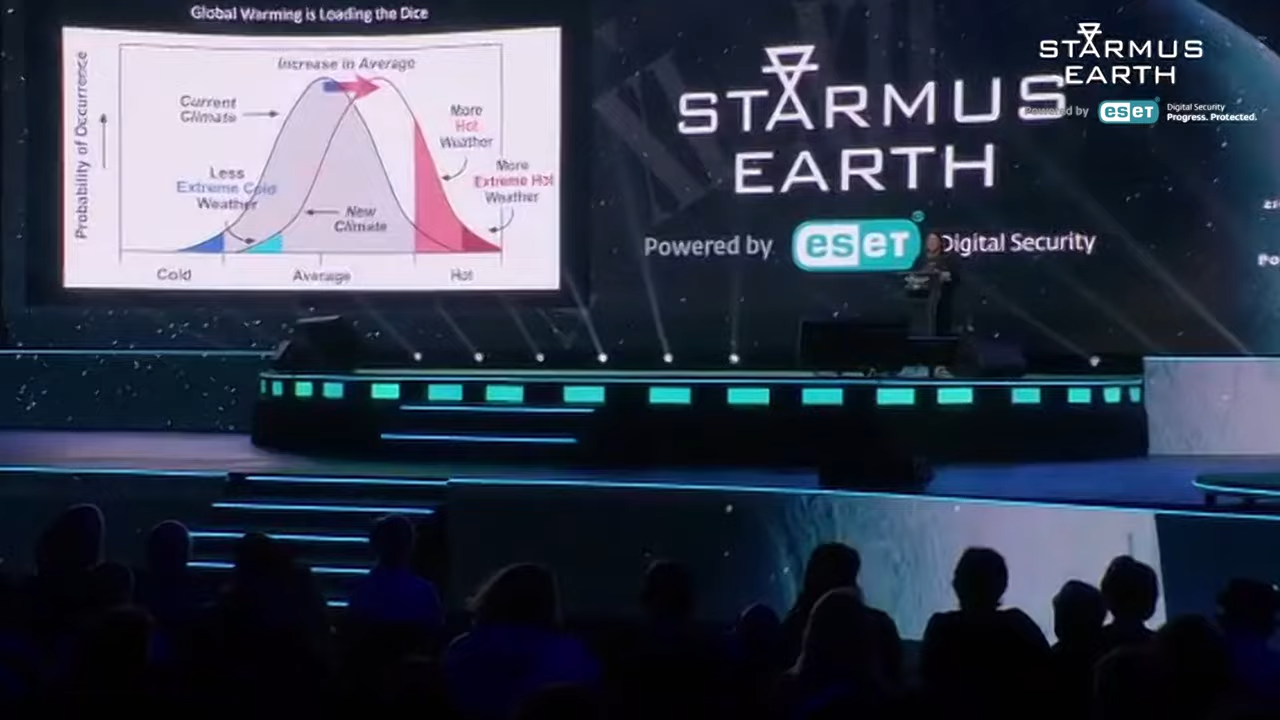 Global Warming is Loading the Dice
Probability of Occurrence
Increase in Average
Current
Climate
More
Hot
Weather
Less
Extreme Cold
Weather
More
Extreme Hot
Weather
New
Climate
Cold
Average
Hot
STARMUS
EARTH
Powered by
eseT
Digital Security
STARMUS
EARTH
Powered by
eseT
Digital Security
Progress. Protected.